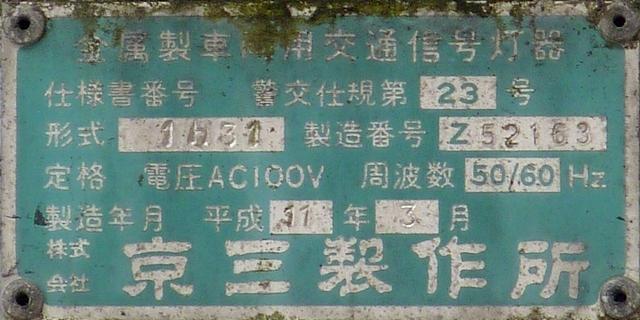 金属製車両用交通信号灯器
仕様書番号 警交仕規第 23 号
形式 1031 製造番号 Z52163
定格 電圧AC100V 周波数 50/60 Hz
製造年月 平成 11 年 3 月
株式会社 京三製作所